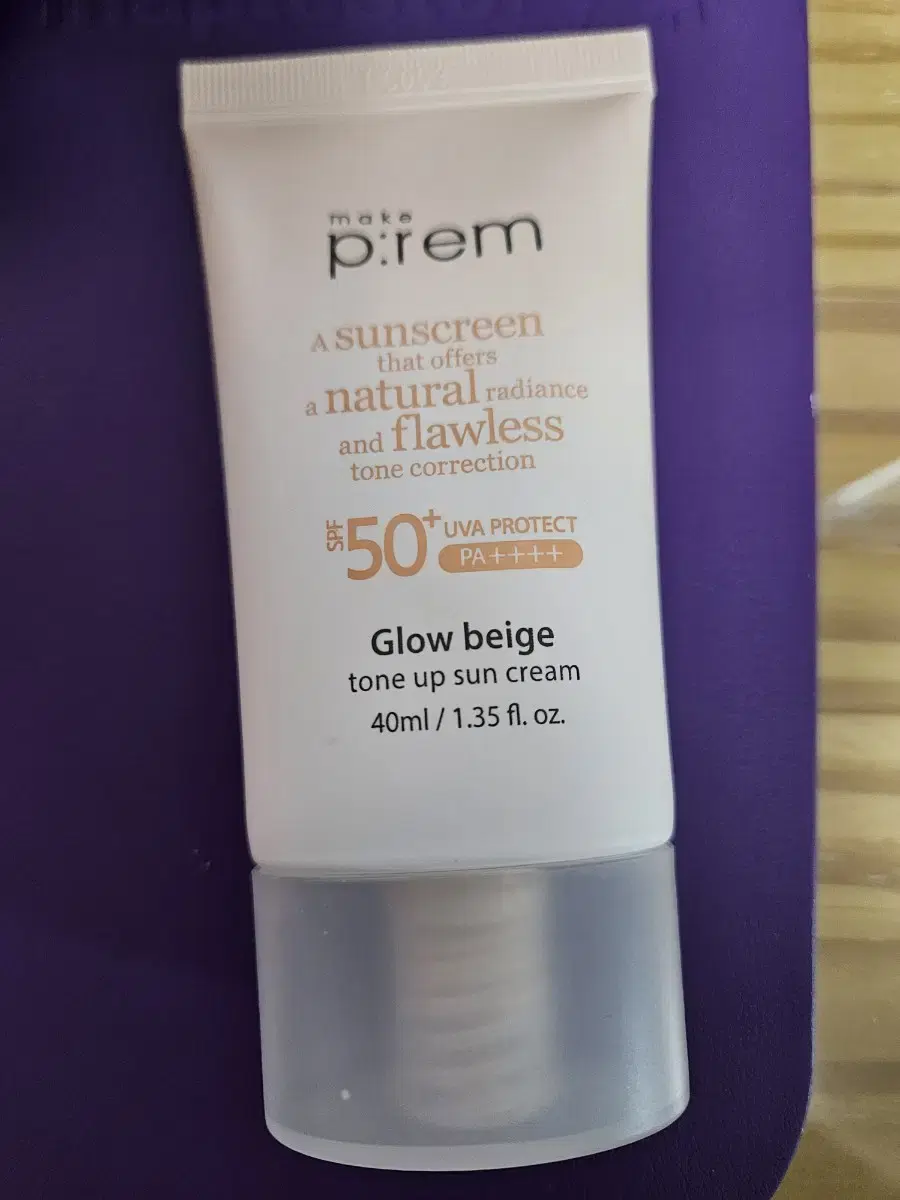 make
p:rem
A sunscreen
that offers
a natural radiance
and flawless
tone correction
SPF 50+ UVA PROTECT
PA++++
Glow beige
tone up sun cream
40ml / 1.35 fl. oz.